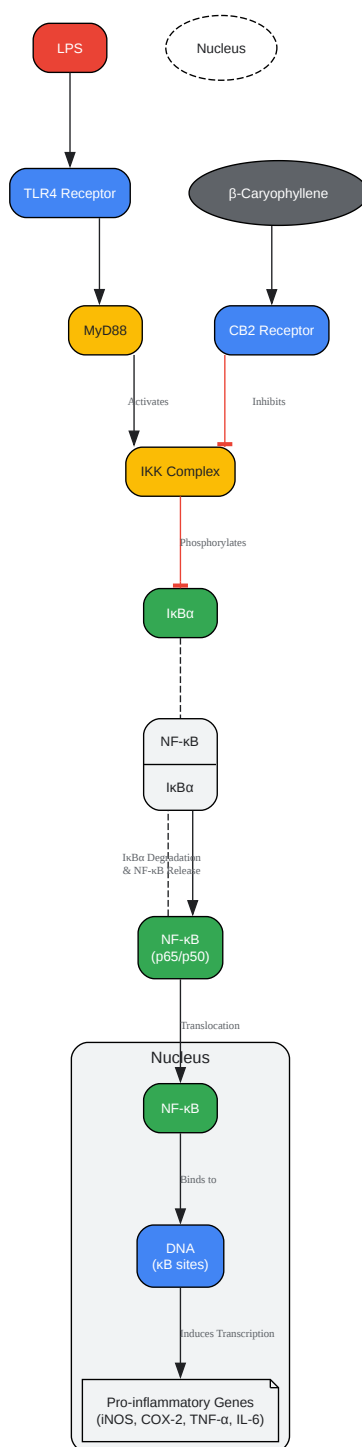 LPS
Nucleus
TLR4 Receptor
β-Caryophyllene
MyD88
CB2 Receptor
Activates
Inhibits
IKK Complex
Phosphorylates
IκBα
NF-κB
IκBα
IκBα Degradation
& NF-κB Release
NF-κB
(p65/p50)
Translocation
Nucleus
NF-κB
Binds to
DNA
(κB sites)
Induces Transcription
Pro-inflammatory Genes
(iNOS, COX-2, TNF-α, IL-6)